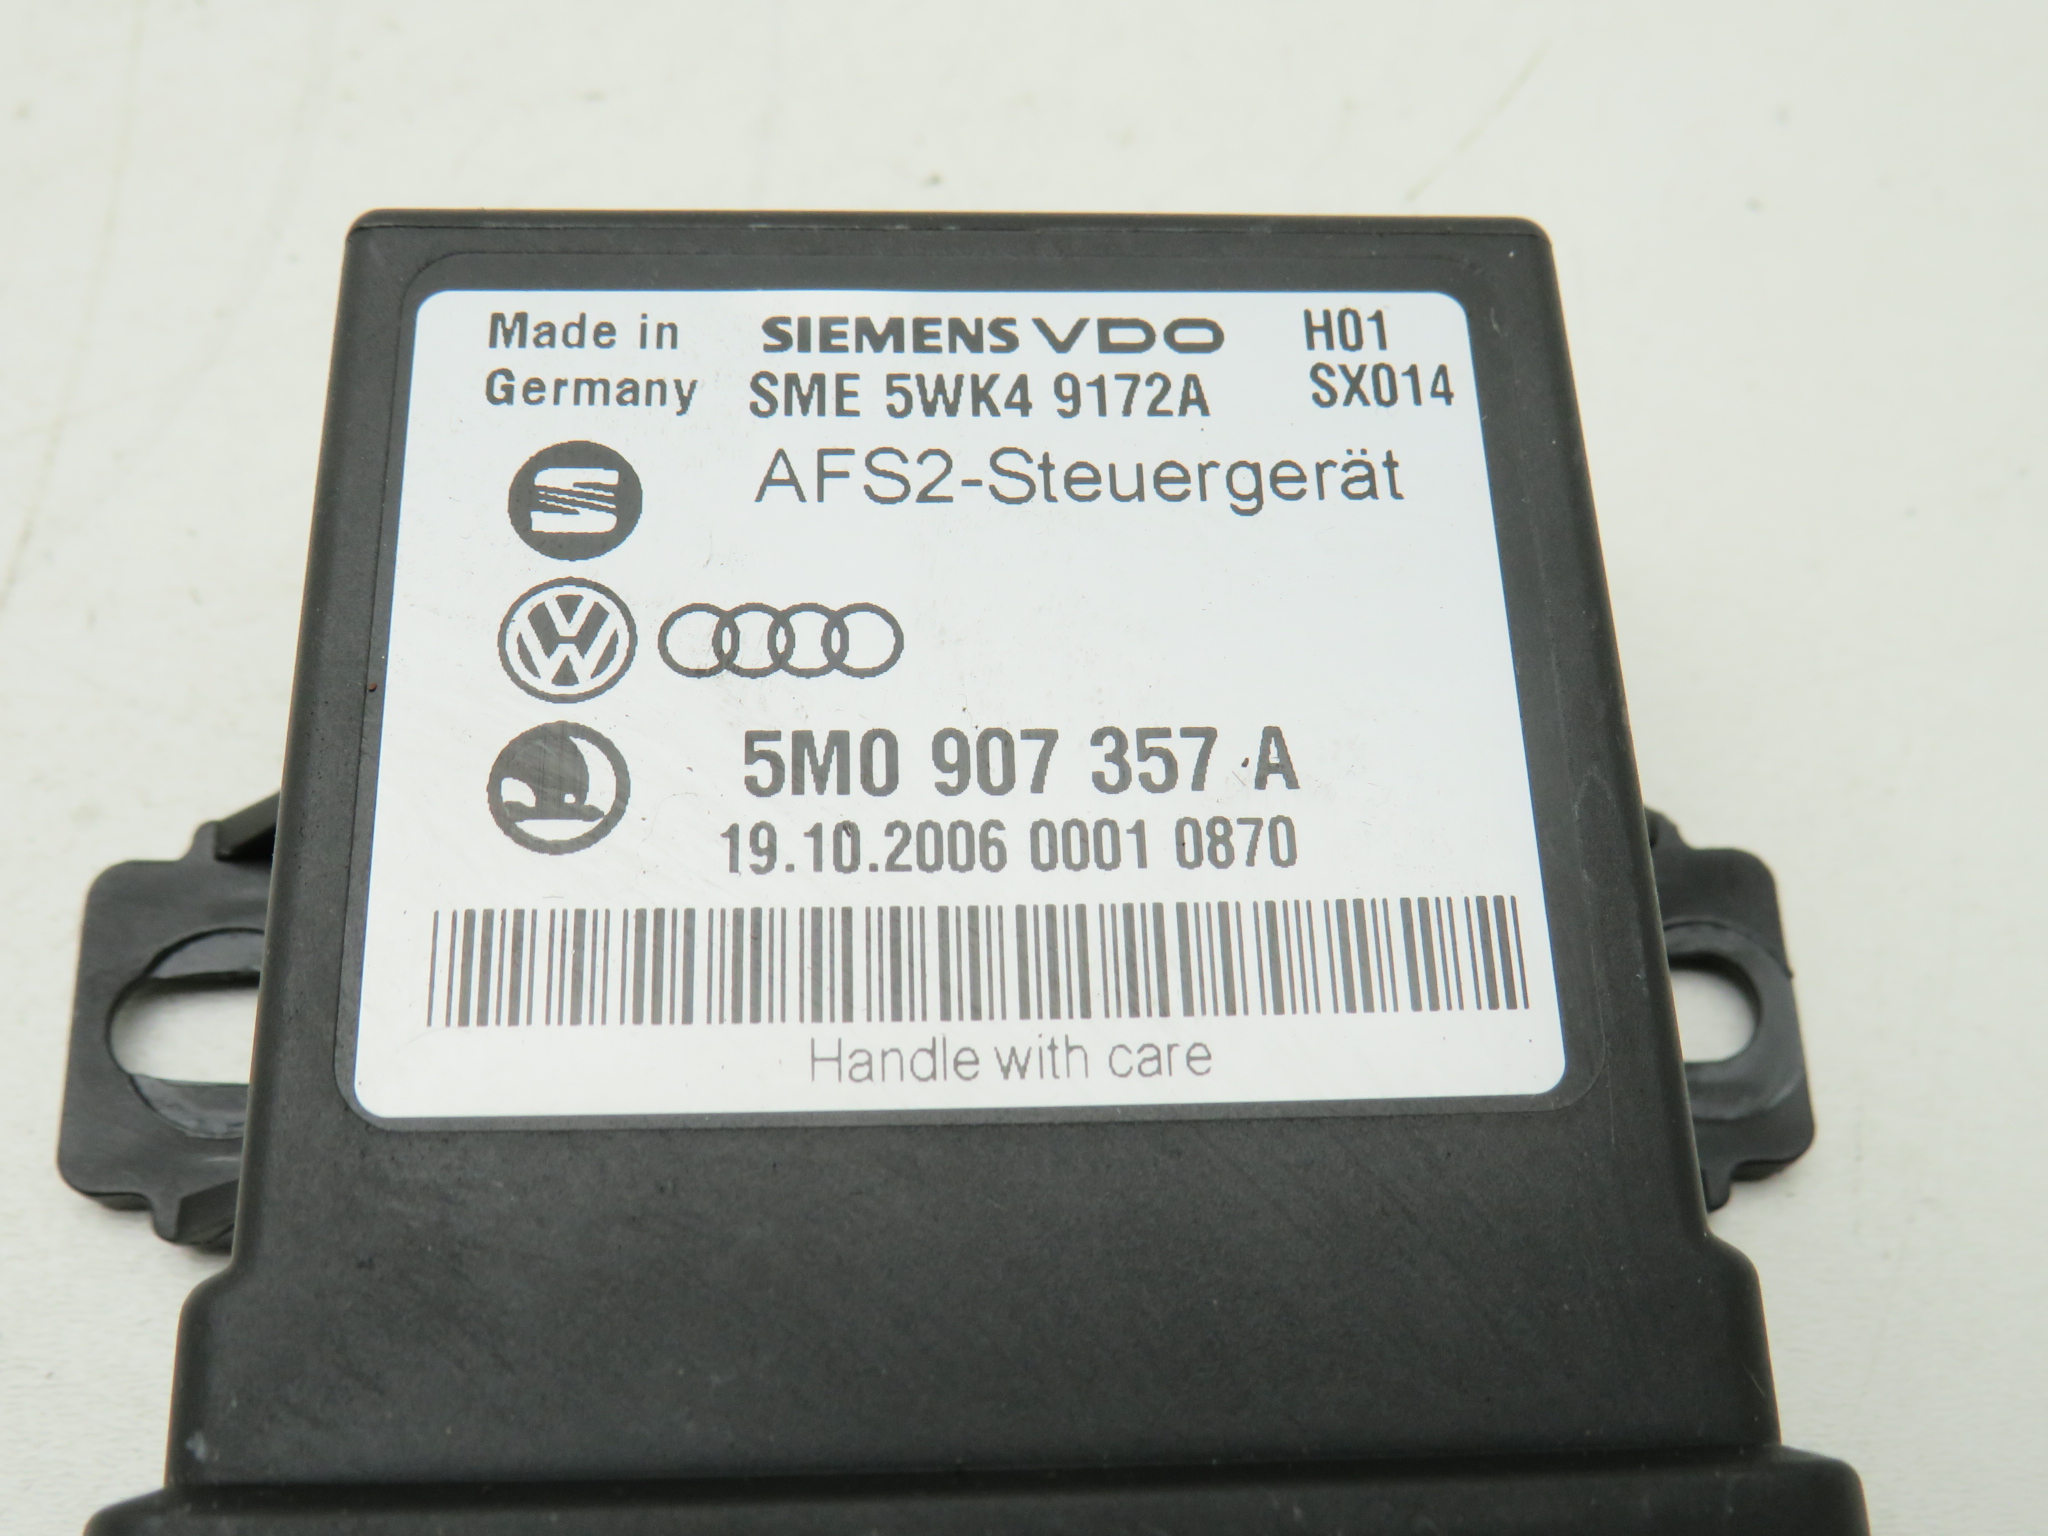 Made in SIEMENS VDO H01
Germany SME 5WK4 9172A SX014
AFS2-Steuergerät
5M0 907 357 A
19.10.2006 0001 0870
Handle with care